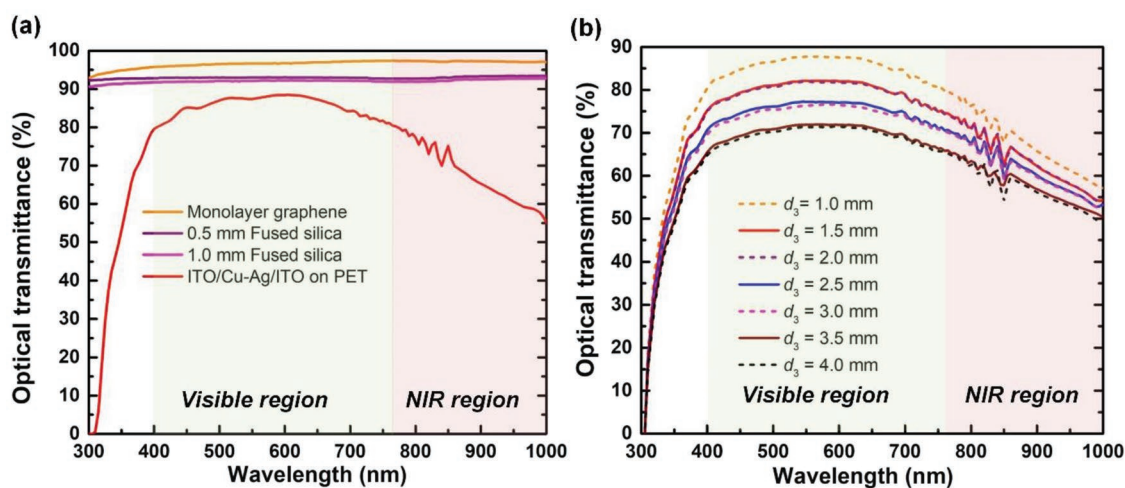 (a)
100
90
80
70
60
50
40
30
20
10
0
Optical transmittance (%)
Monolayer graphene
0.5 mm Fused silica
1.0 mm Fused silica
ITO/Cu-Ag/ITO on PET
Visible region
NIR region
300 400 500 600 700 800 900 1000
Wavelength (nm)
(b)
90
80
70
60
50
40
30
20
10
0
Optical transmittance (%)
d3= 1.0 mm
d3 = 1.5 mm
d3 = 2.0 mm
d3 = 2.5 mm
d3 = 3.0 mm
d3 = 3.5 mm
d3 = 4.0 mm
Visible region
NIR region
300 400 500 600 700 800 900 1000
Wavelength (nm)